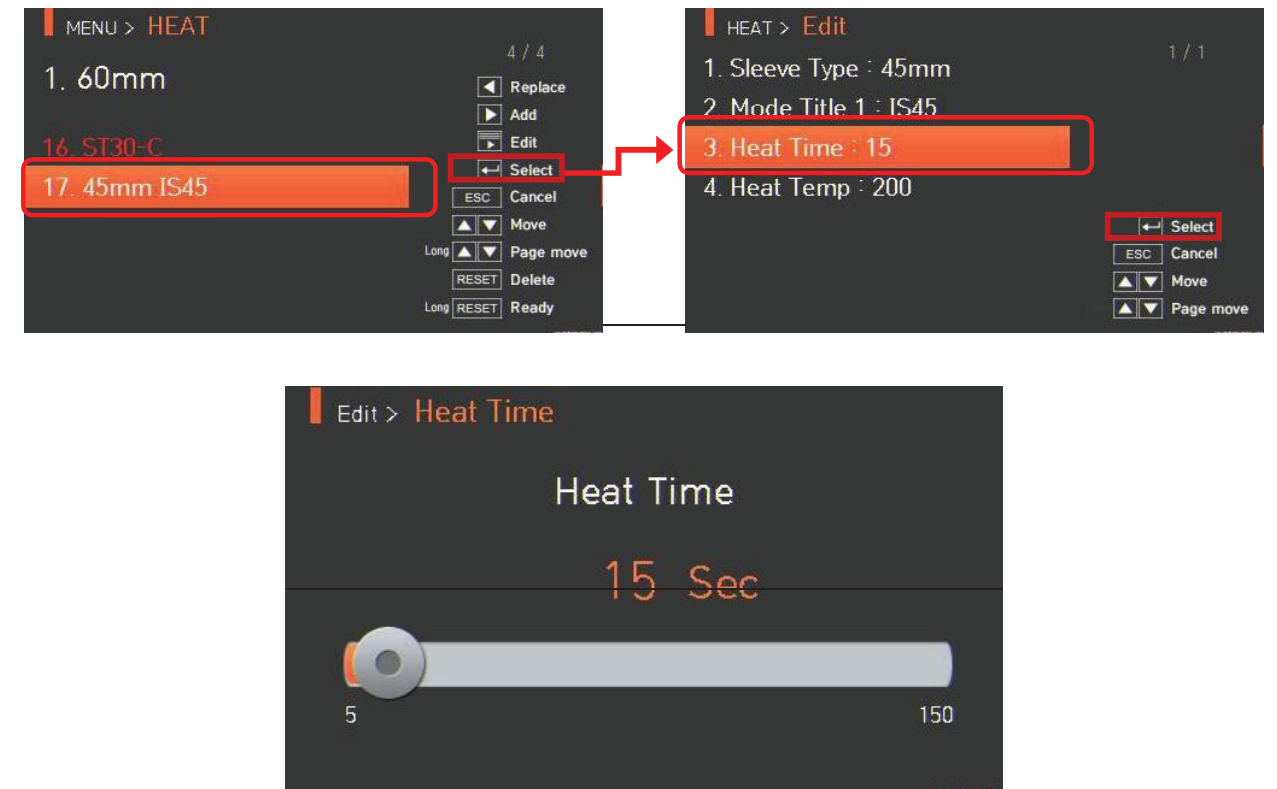 MENU > HEAT
4 / 4
1. 60mm
16. ST30-C
17. 45mm IS45
Replace
Add
Edit
Select
ESC Cancel
Move
Long Page move
RESET Delete
Long RESET Ready
HEAT > Edit
1 / 1
1. Sleeve Type : 45mm
2. Mode Title 1 : IS45
3. Heat Time : 15
4. Heat Temp : 200
Select
ESC Cancel
Move
Page move
Edit > Heat Time
Heat Time
15 Sec
5 150